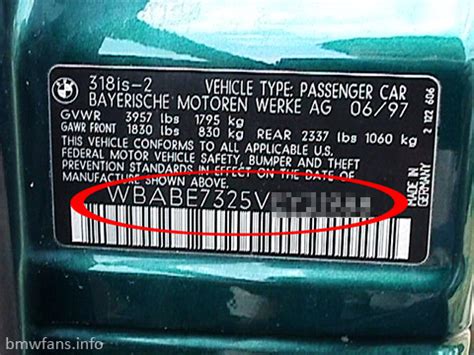 BMW
318is-2 VEHICLE TYPE: PASSENGER CAR
BAYERISCHE MOTOREN WERKE AG 06/97
GVWR 3957 lbs 1795 kg
GAWR FRONT 1830 lbs 830 kg REAR 2337 lbs 1060 kg
THIS VEHICLE CONFORMS TO ALL APPLICABLE U.S.
FEDERAL MOTOR VEHICLE SAFETY, BUMPER AND THEFT
PREVENTION STANDARDS IN EFFECT ON THE DATE OF
MANUFACTURE SHOWN ABOVE.
WBABE7325V
MADE IN
GERMANY
2 122 606
bmwfans.info